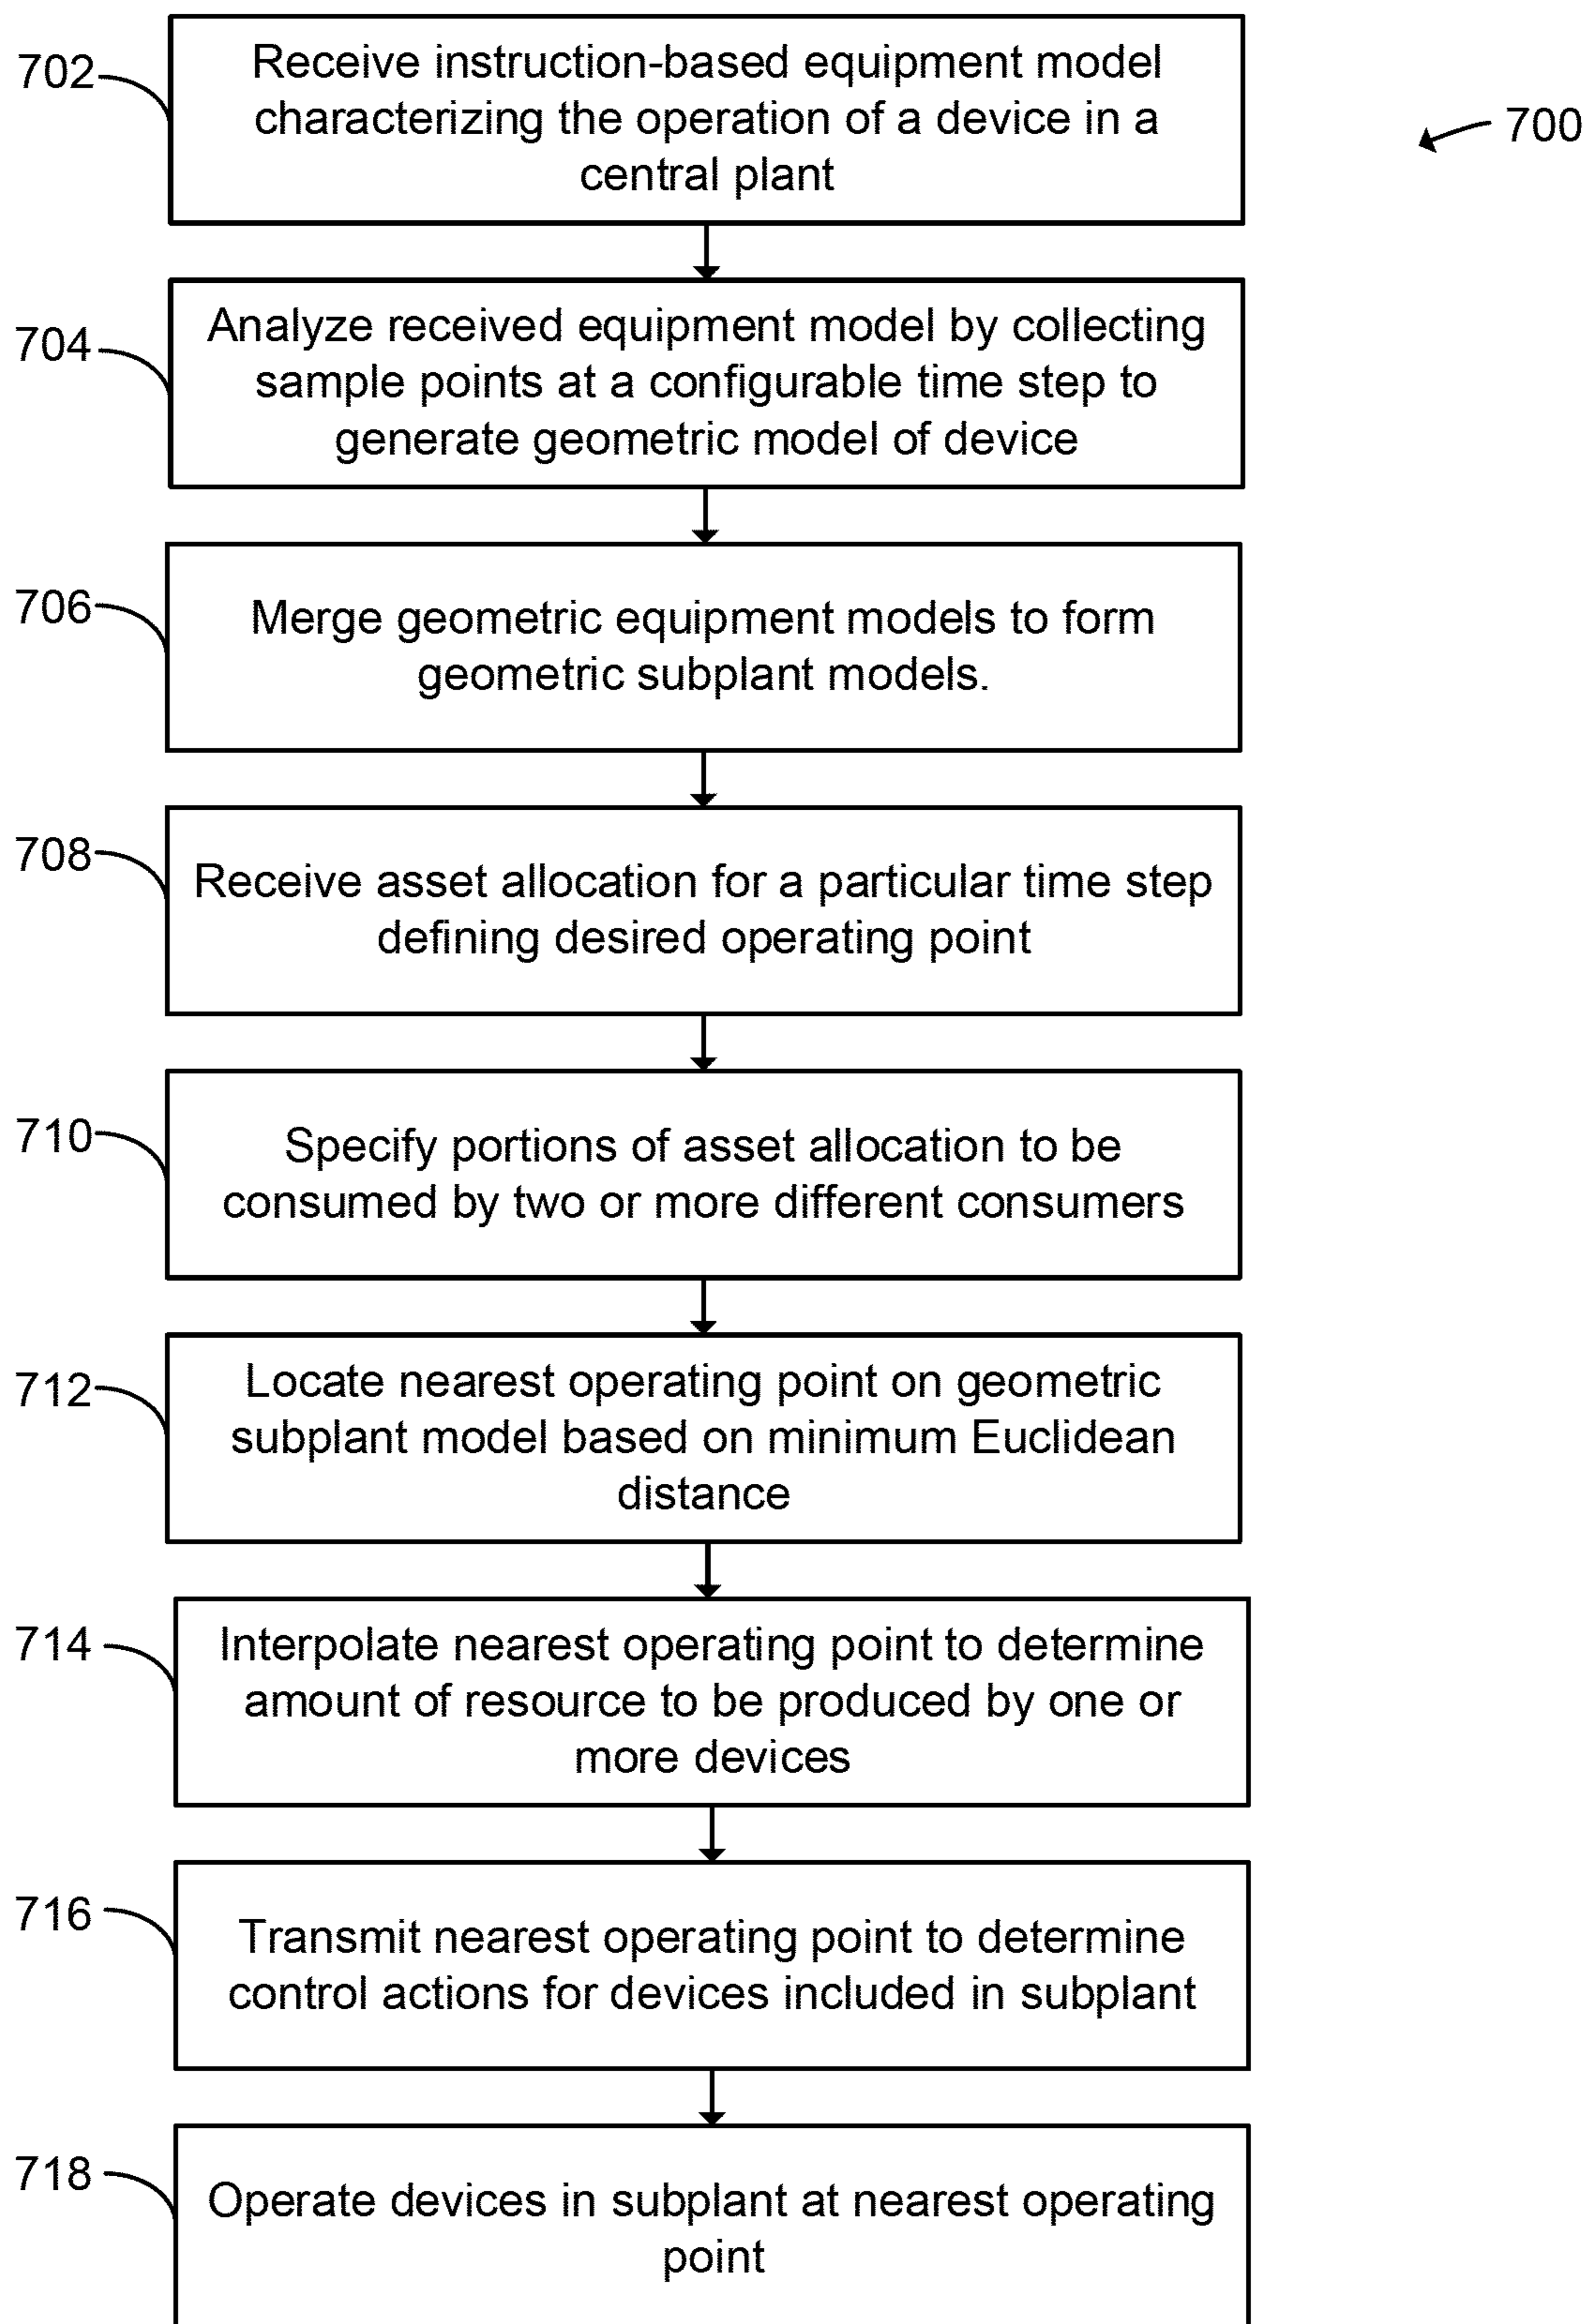 702
Receive instruction-based equipment model
characterizing the operation of a device in a
central plant
700
704
Analyze received equipment model by collecting
sample points at a configurable time step to
generate geometric model of device
706
Merge geometric equipment models to form
geometric subplant models.
708
Receive asset allocation for a particular time step
defining desired operating point
710
Specify portions of asset allocation to be
consumed by two or more different consumers
712
Locate nearest operating point on geometric
subplant model based on minimum Euclidean
distance
714
Interpolate nearest operating point to determine
amount of resource to be produced by one or
more devices
716
Transmit nearest operating point to determine
control actions for devices included in subplant
718
Operate devices in subplant at nearest operating
point